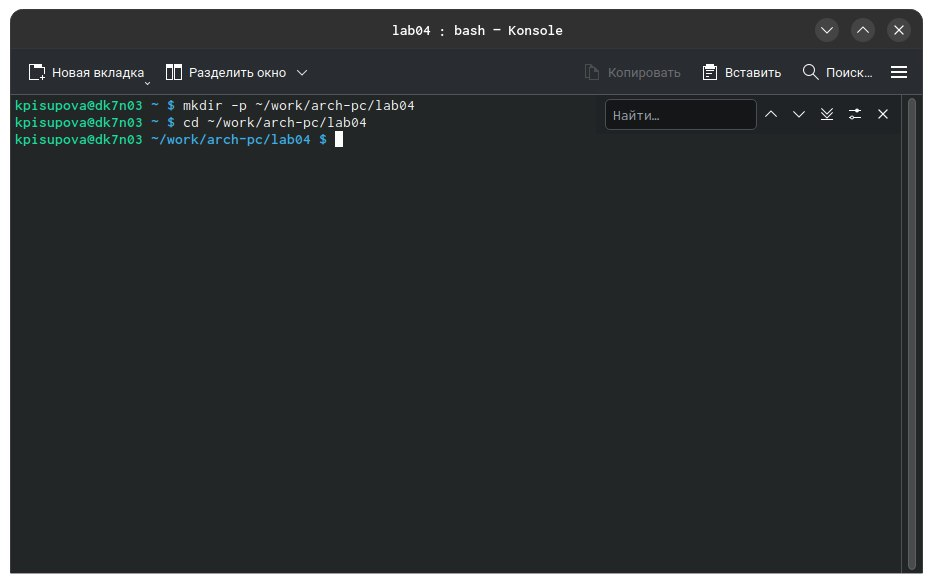 lab04 : bash — Konsole
Новая вкладка
Разделить окно
Копировать
Вставить
Поиск...
kpisupova@dk7n03 ~ $ mkdir -p ~/work/arch-pc/lab04
Найти...
kpisupova@dk7n03 ~ $ cd ~/work/arch-pc/lab04
kpisupova@dk7n03 ~/work/arch-pc/lab04 $